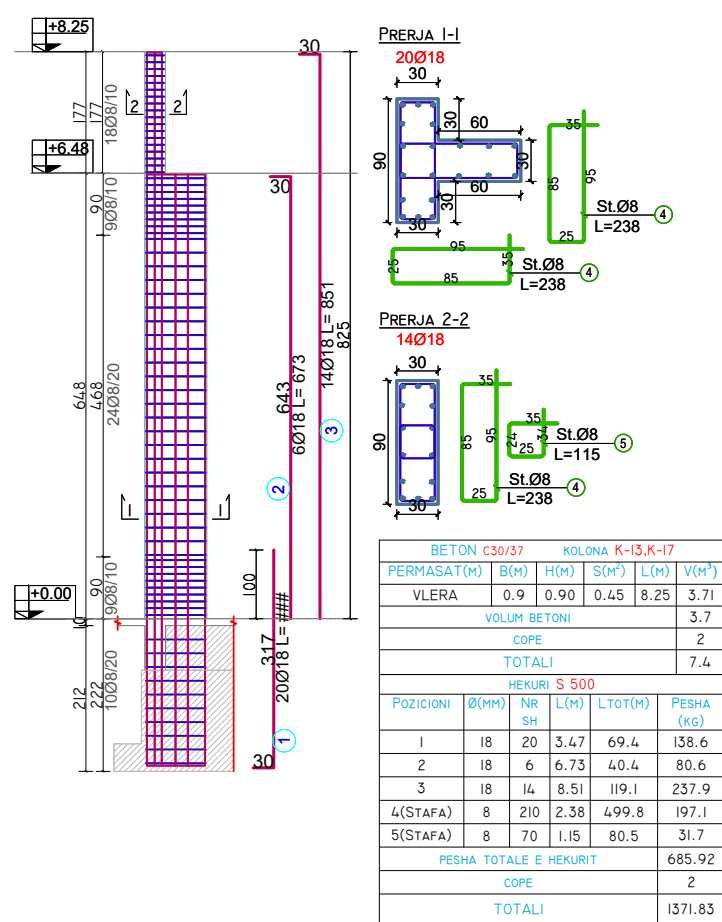 +8.25
177
177
18Ø8/10
2 2
30
+6.48
90
9Ø8/10
30
648
468
24Ø8/20
1 1
643
6Ø18 L= 673
2
14Ø18 L= 851
825
3
90
9Ø8/10
+0.00
10
100
212
222
10Ø8/20
317
20Ø18 L= ###
1
30
PRERJA 1-1
20Ø18
30
90
30
60
30
60
30
30
35
85
95
25
St.Ø8
L=238
4
95
25
85
35
St.Ø8
L=238
4
PRERJA 2-2
14Ø18
30
90
30
35
85
95
25
St.Ø8
L=238
4
35
24
34
25
St.Ø8
L=115
5
BETON C30/37 KOLONA K-13,K-17
PERMASAT(M) B(M) H(M) S(M²) L(M) V(M³)
VLERA 0.9 0.90 0.45 8.25 3.71
VOLUM BETONI 3.7
COPE 2
TOTALI 7.4
HEKURI S 500
POZICIONI Ø(MM) NR SH L(M) LTOT(M) PESHA (KG)
1 18 20 3.47 69.4 138.6
2 18 6 6.73 40.4 80.6
3 18 14 8.51 119.1 237.9
4(STAFA) 8 210 2.38 499.8 197.1
5(STAFA) 8 70 1.15 80.5 31.7
PESHA TOTALE E HEKURIT 685.92
COPE 2
TOTALI 1371.83